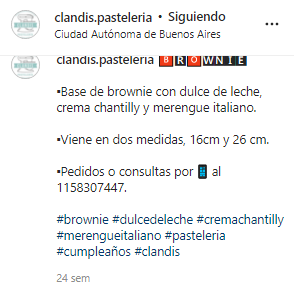 clandis.pasteleria • Siguiendo
Ciudad Autónoma de Buenos Aires
clandis.pasteleria 🅱🆁🅾🆆🅽🅸🅴
▪Base de brownie con dulce de leche,
crema chantilly y merengue italiano.
▪Viene en dos medidas, 16cm y 26 cm.
▪Pedidos o consultas por 📱 al
1158307447.
#brownie #dulcedeleche #cremachantilly
#merengueitaliano #pasteleria
#cumpleaños #clandis
24 sem